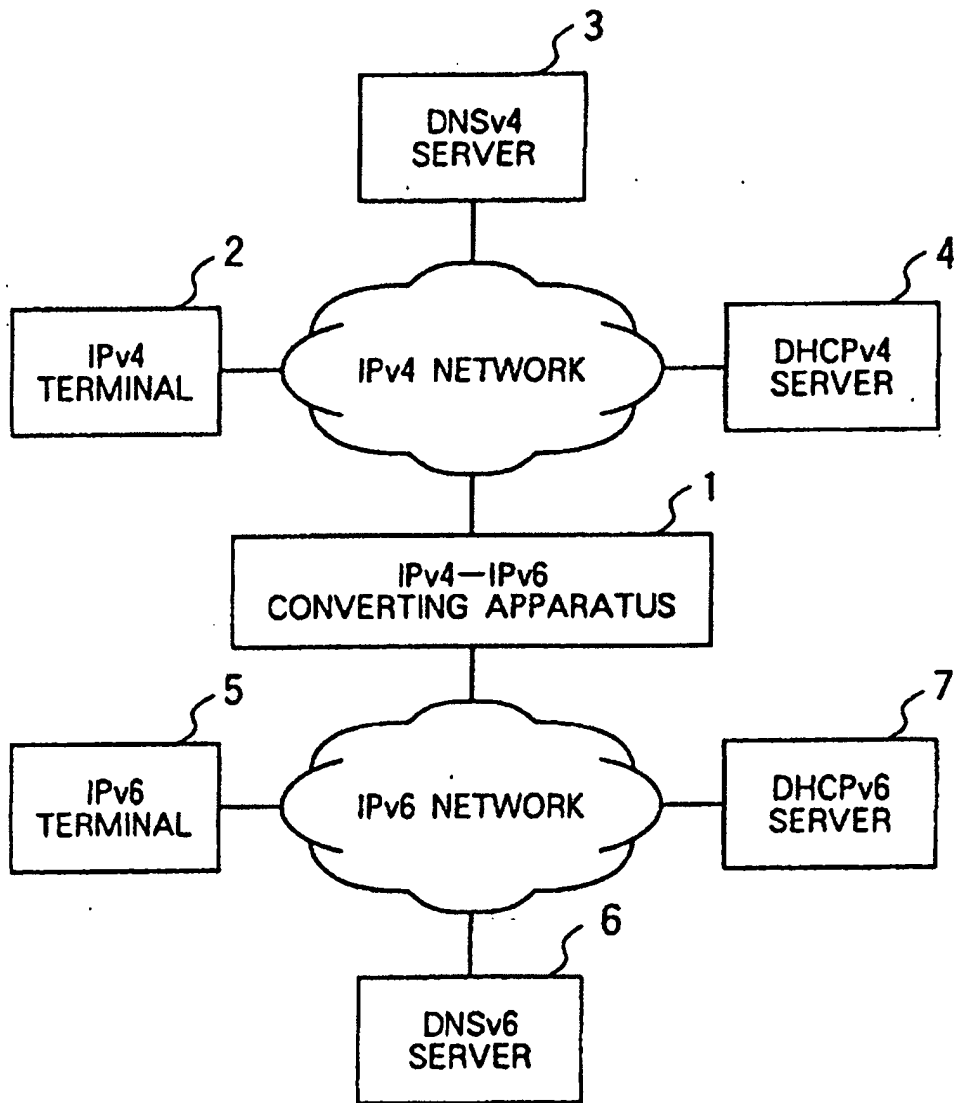 3
DNSv4
SERVER
2
4
IPv4
TERMINAL
IPv4 NETWORK
DHCPv4
SERVER
1
IPv4—IPv6
CONVERTING APPARATUS
5
7
IPv6
TERMINAL
IPv6 NETWORK
DHCPv6
SERVER
6
DNSv6
SERVER